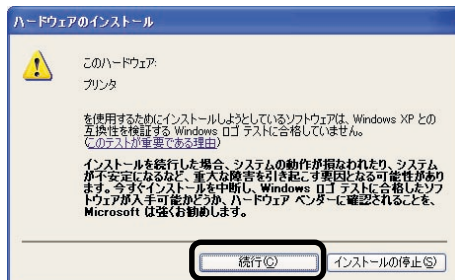 ハードウェアのインストール
このハードウェア:
プリンタ
を使用するためにインストールしようとしているソフトウェアは、Windows XP との
互換性を検証する Windows ロゴ テストに合格していません。
(このテストが重要である理由)
インストールを続行した場合、システムの動作が損なわれたり、システム
が不安定になるなど、重大な障害を引き起こす要因となる可能性があり
ます。今すぐインストールを中断し、Windows ロゴ テストに合格したソフ
トウェアが入手可能かどうか、ハードウェア ベンダーに確認されることを、
Microsoft は強くお勧めします。
続行(C)
インストールの停止(S)